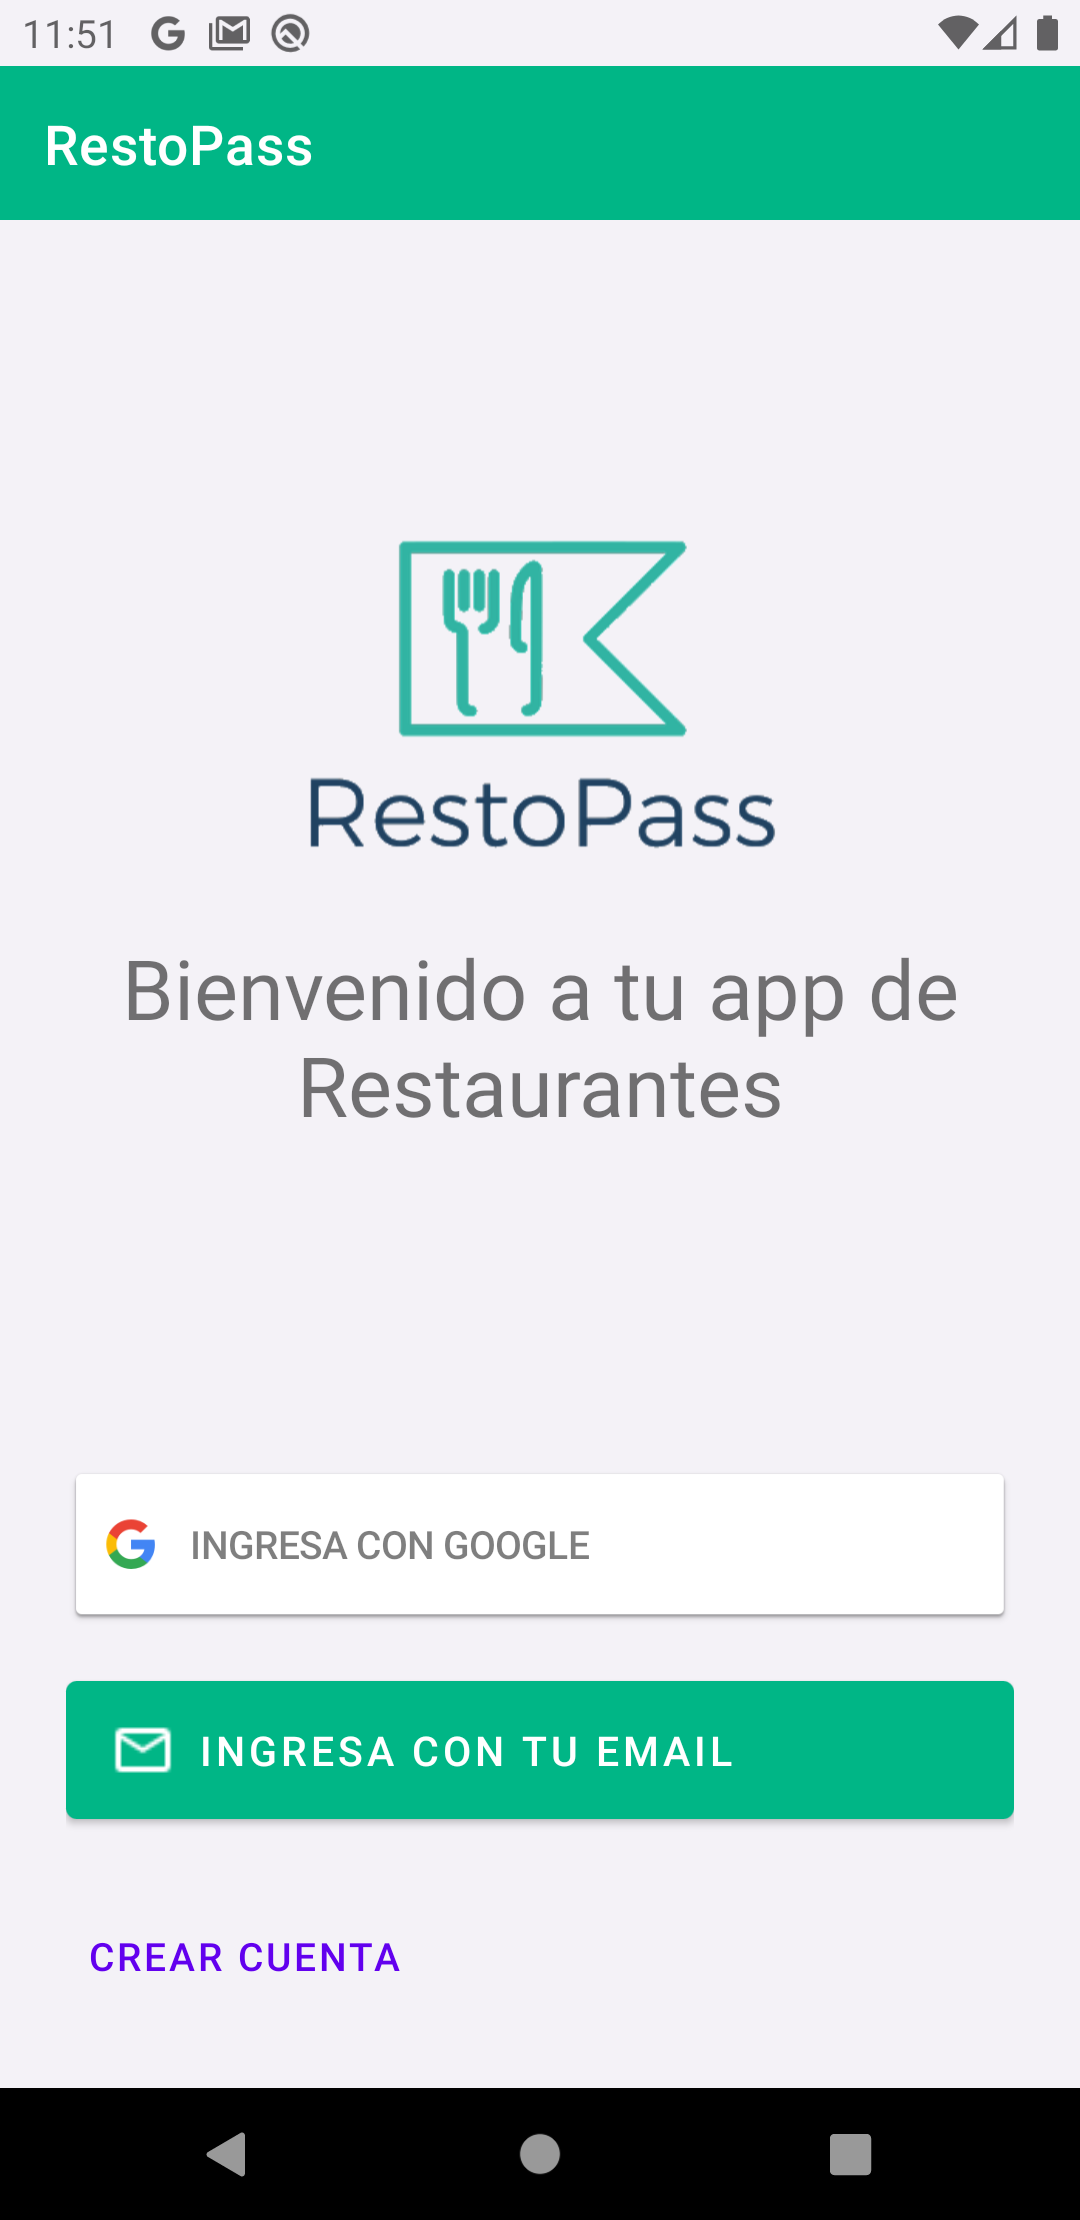 11:51
RestoPass
RestoPass
Bienvenido a tu app de
Restaurantes
INGRESA CON GOOGLE
INGRESA CON TU EMAIL
CREAR CUENTA